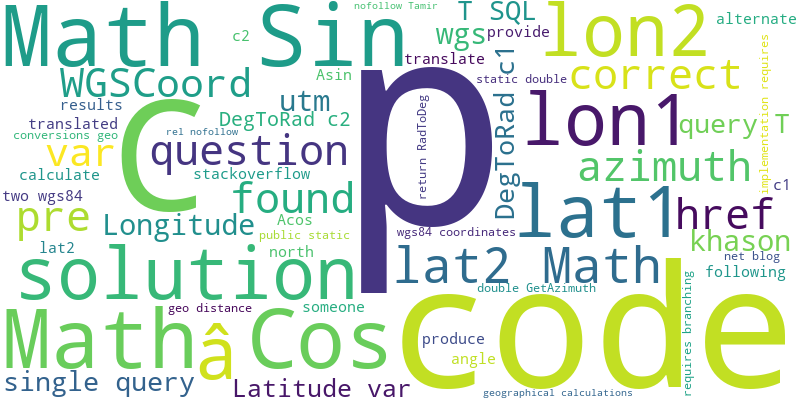 nofollow Tamir
Math Sin
c2
T SQL
lon2
alternate
wgs
provide
translate
WGSCoord
Asin
static double
correct
results
utm
translated
DegToRad c2
conversions geo
rel nofollow
C
p
return RadToDeg
DegToRad c1
lon1
query T
implementation requires
var
question
azimuth
calculate
stackoverflow
c1
two wgs84
found
lat1
href
pre
Longitude
Acos
public static
wgs84 coordinates
khason
lat2
north
net blog
solution
lat2 Math
following
double GetAzimuth
requires branching
geo distance
someone
Math
â
Cos
code
produce
angle
single query
Latitude var
geographical calculations